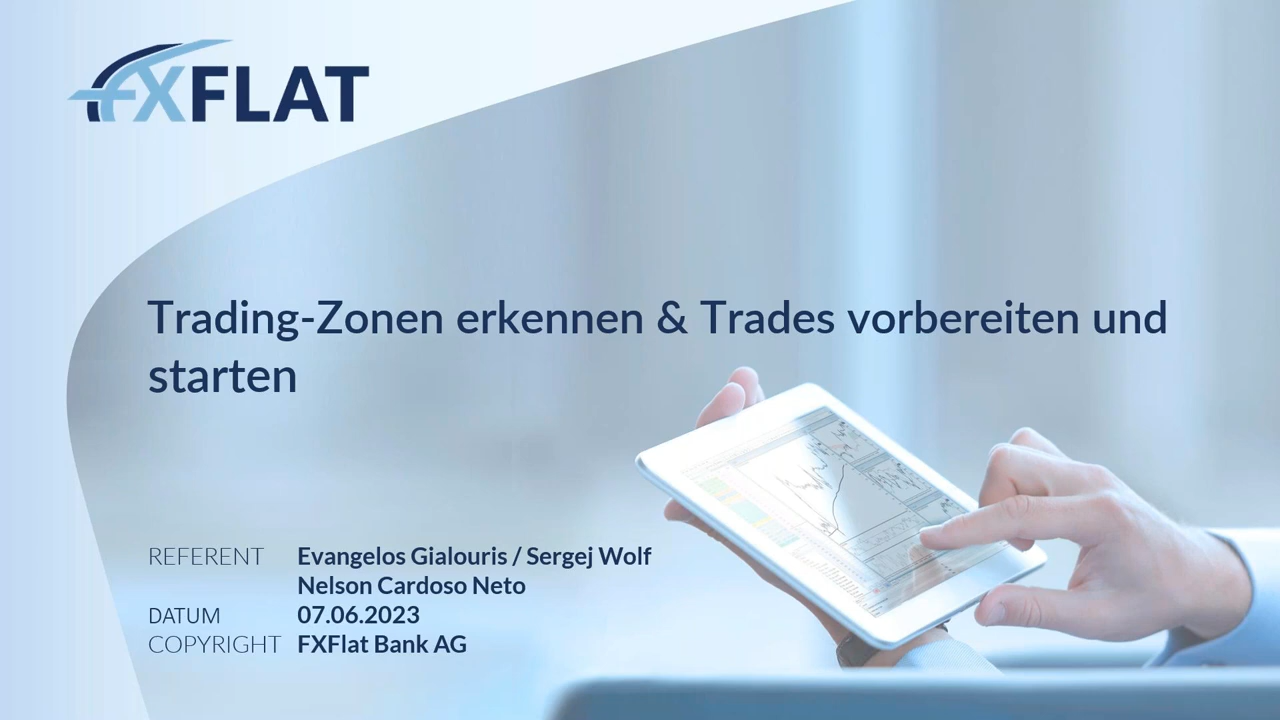 FXFLAT
Trading-Zonen erkennen & Trades vorbereiten und
starten
REFERENT Evangelos Gialouris / Sergej Wolf
Nelson Cardoso Neto
DATUM 07.06.2023
COPYRIGHT FXFlat Bank AG